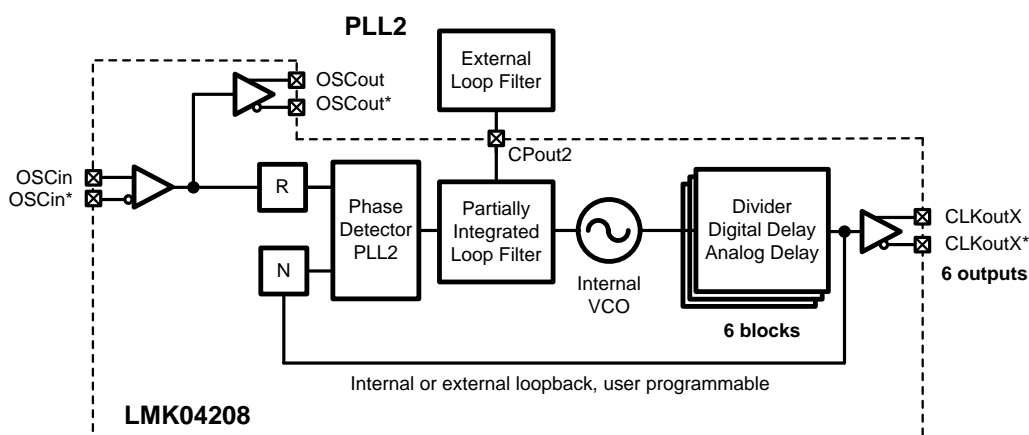 PLL2
External
Loop Filter
OSCout
OSCout*
CPout2
OSCin
OSCin*
R
N
Phase
Detector
PLL2
Partially
Integrated
Loop Filter
Internal
VCO
Divider
Digital Delay
Analog Delay
6 blocks
CLKoutX
CLKoutX*
6 outputs
Internal or external loopback, user programmable
LMK04208